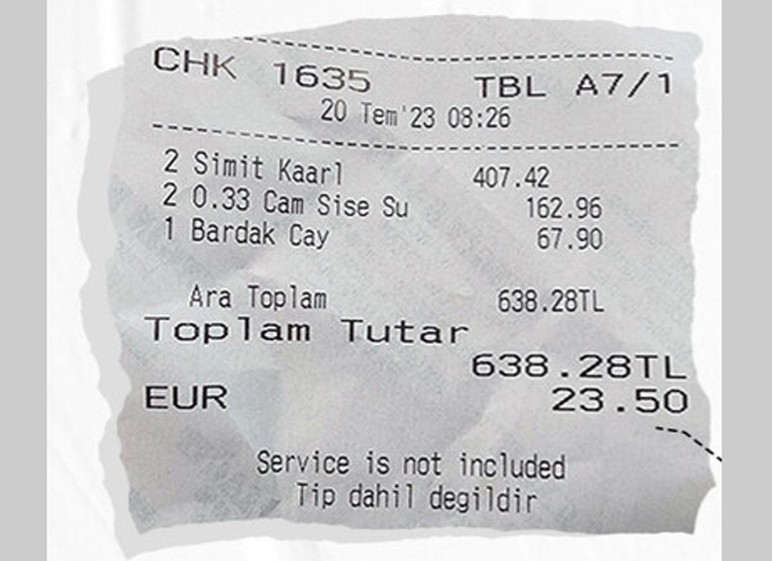 CHK 1635 TBL A7/1
20 Tem'23 08:26
2 Simit Kaarl 407.42
2 0.33 Cam Sise Su 162.96
1 Bardak Cay 67.90
Ara Toplam 638.28TL
Toplam Tutar
638.28TL
EUR 23.50
Service is not included
Tip dahil degildir